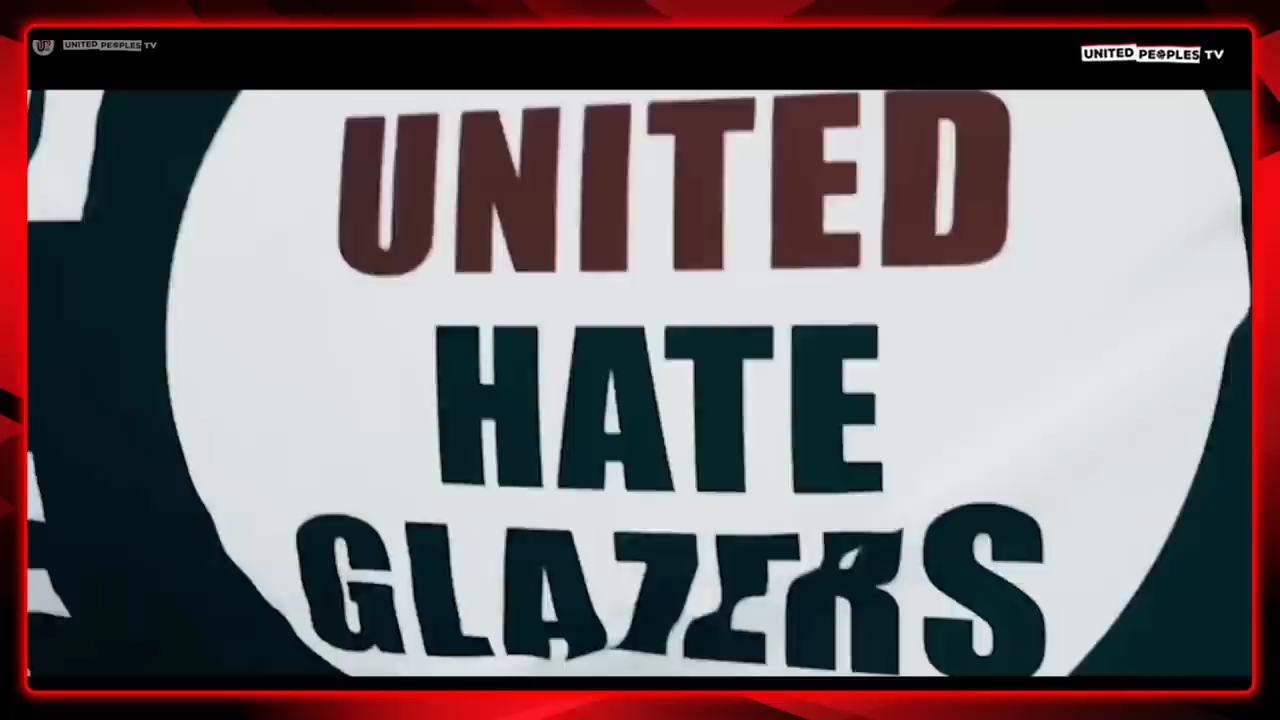 UNITED PEOPLES TV
UNITED PEOPLES TV
UNITED
HATE
GLAZERS